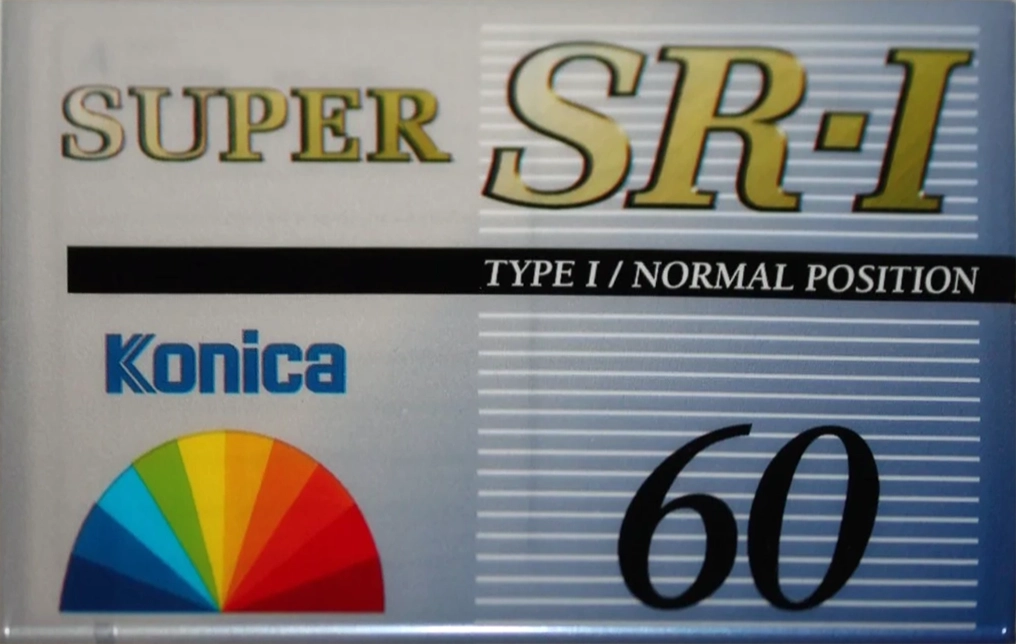 SUPER SR-I
TYPE I / NORMAL POSITION
Konica
60